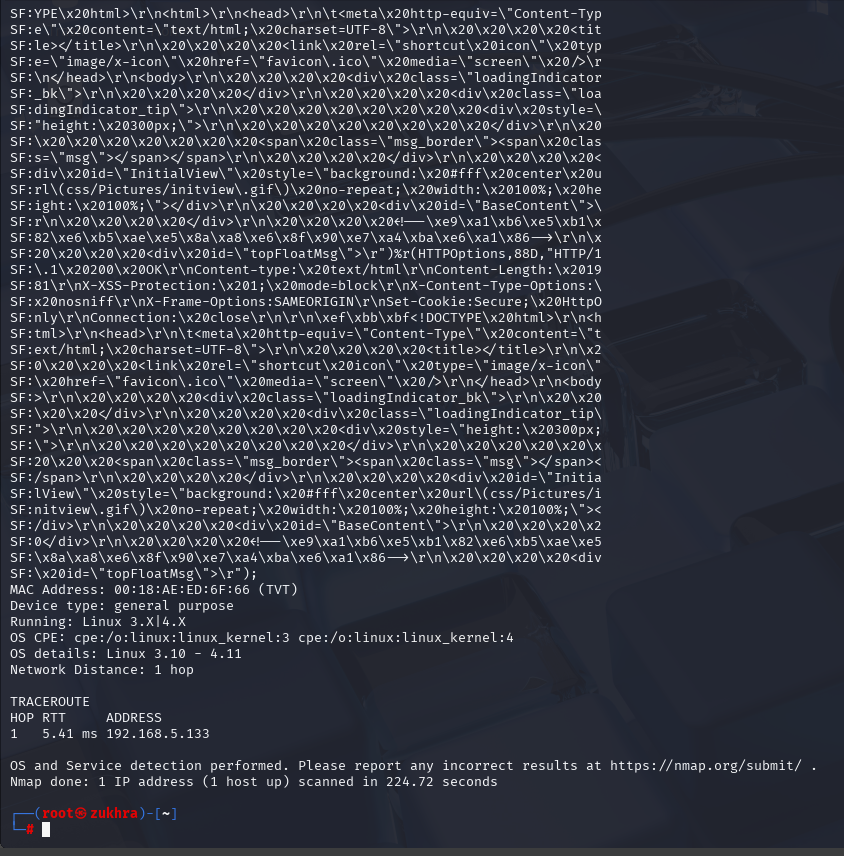 SF:YPE\x20html>\r\n<html>\r\n<head>\r\n\t<meta\x20http-equiv=\"Content-Typ
SF:e\"\x20content=\"text/html;\x20charset=UTF-8\">\r\n\x20\x20\x20\x20<tit
SF:le></title>\r\n\x20\x20\x20\x20<link\x20rel=\"shortcut\x20icon\"\x20typ
SF:e=\"image/x-icon\"\x20href=\"favicon\.ico\"\x20media=\"screen\"\x20/>\r
SF:\n</head>\r\n<body>\r\n\x20\x20\x20\x20<div\x20class=\"loadingIndicator
SF:_bk\">\r\n\x20\x20\x20\x20</div>\r\n\x20\x20\x20\x20<div\x20class=\"loa
SF:dingIndicator_tip\">\r\n\x20\x20\x20\x20\x20\x20\x20\x20<div\x20style=\
SF:"height:\x20300px;\">\r\n\x20\x20\x20\x20\x20\x20\x20\x20</div>\r\n\x20
SF:\x20\x20\x20\x20\x20\x20\x20<span\x20class=\"msg_border\"><span\x20clas
SF:s=\"msg\"></span></span>\r\n\x20\x20\x20\x20</div>\r\n\x20\x20\x20\x20<
SF:div\x20id=\"InitialView\"\x20style=\"background:\x20#fff\x20center\x20u
SF:rl\(css/Pictures/initview\.gif\)\x20no-repeat;\x20width:\x20100%;\x20he
SF:ight:\x20100%;\"></div>\r\n\x20\x20\x20\x20<div\x20id=\"BaseContent\">\
SF:r\n\x20\x20\x20\x20</div>\r\n\x20\x20\x20\x20<!--\xe9\xa1\xb6\xe5\xb1\x
SF:82\xe6\xb5\xae\xe5\x8a\xa8\xe6\x8f\x90\xe7\xa4\xba\xe6\xa1\x86-->\r\n\x
SF:20\x20\x20\x20<div\x20id=\"topFloatMsg\">\r")%r(HTTPOptions,88D,"HTTP/1
SF:\.1\x20200\x20OK\r\nContent-type:\x20text/html\r\nContent-Length:\x2019
SF:81\r\nX-XSS-Protection:\x201;\x20mode=block\r\nX-Content-Type-Options:\
SF:x20nosniff\r\nX-Frame-Options:SAMEORIGIN\r\nSet-Cookie:Secure;\x20HttpO
SF:nly\r\nConnection:\x20close\r\n\r\n\xef\xbb\xbf<!DOCTYPE\x20html>\r\n<h
SF:tml>\r\n<head>\r\n\t<meta\x20http-equiv=\"Content-Type\"\x20content=\"t
SF:ext/html;\x20charset=UTF-8\">\r\n\x20\x20\x20\x20<title></title>\r\n\x2
SF:0\x20\x20\x20<link\x20rel=\"shortcut\x20icon\"\x20type=\"image/x-icon\"
SF:\x20href=\"favicon\.ico\"\x20media=\"screen\"\x20/>\r\n</head>\r\n<body
SF:>\r\n\x20\x20\x20\x20<div\x20class=\"loadingIndicator_bk\">\r\n\x20\x20
SF:\x20\x20</div>\r\n\x20\x20\x20\x20<div\x20class=\"loadingIndicator_tip\
SF:">\r\n\x20\x20\x20\x20\x20\x20\x20\x20<div\x20style=\"height:\x20300px;
SF:\">\r\n\x20\x20\x20\x20\x20\x20\x20\x20</div>\r\n\x20\x20\x20\x20\x20\x
SF:20\x20\x20<span\x20class=\"msg_border\"><span\x20class=\"msg\"></span><
SF:/span>\r\n\x20\x20\x20\x20</div>\r\n\x20\x20\x20\x20<div\x20id=\"Initia
SF:lView\"\x20style=\"background:\x20#fff\x20center\x20url\(css/Pictures/i
SF:nitview\.gif\)\x20no-repeat;\x20width:\x20100%;\x20height:\x20100%;\"><
SF:/div>\r\n\x20\x20\x20\x20<div\x20id=\"BaseContent\">\r\n\x20\x20\x20\x2
SF:0</div>\r\n\x20\x20\x20\x20<!--\xe9\xa1\xb6\xe5\xb1\x82\xe6\xb5\xae\xe5
SF:\x8a\xa8\xe6\x8f\x90\xe7\xa4\xba\xe6\xa1\x86-->\r\n\x20\x20\x20\x20<div
SF:\x20id=\"topFloatMsg\">\r");
MAC Address: 00:18:AE:ED:6F:66 (TVT)
Device type: general purpose
Running: Linux 3.X|4.X
OS CPE: cpe:/o:linux:linux_kernel:3 cpe:/o:linux:linux_kernel:4
OS details: Linux 3.10 - 4.11
Network Distance: 1 hop
TRACEROUTE
HOP RTT     ADDRESS
1   5.41 ms 192.168.5.133
OS and Service detection performed. Please report any incorrect results at https://nmap.org/submit/ .
Nmap done: 1 IP address (1 host up) scanned in 224.72 seconds
┌──(root㉿zukhra)-[~]
└─#